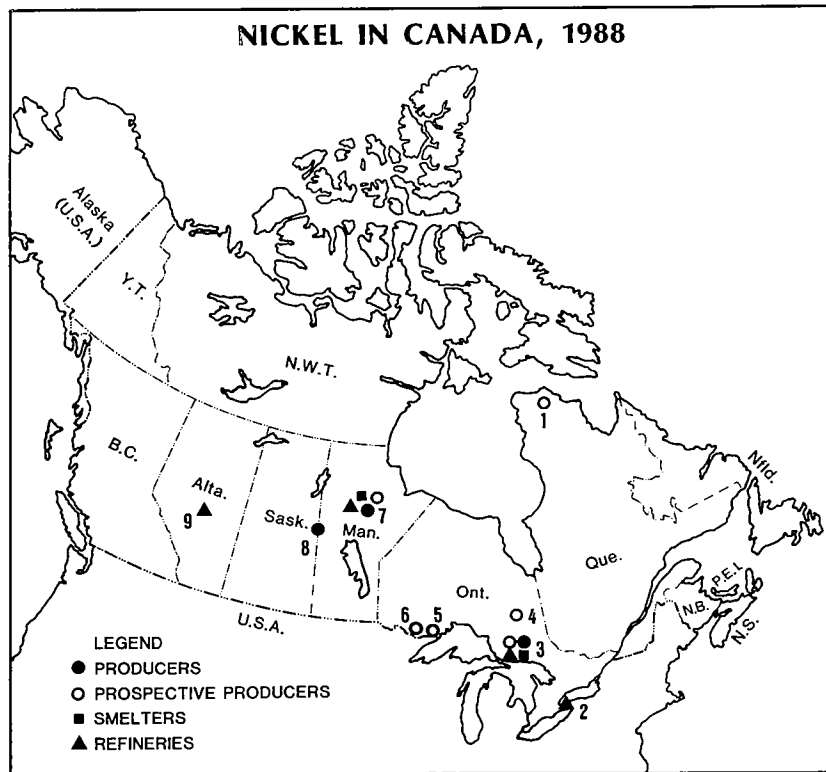 NICKEL IN CANADA, 1988
Alaska
(U.S.A.)
Y.T.
N.W.T.
1
B.C.
Alta.
9
Sask.
8
Man.
7
Nfld.
Que.
P.E.I.
N.B.
N.S.
Ont.
4
6
5
3
U.S.A.
2
LEGEND
PRODUCERS
PROSPECTIVE PRODUCERS
SMELTERS
REFINERIES